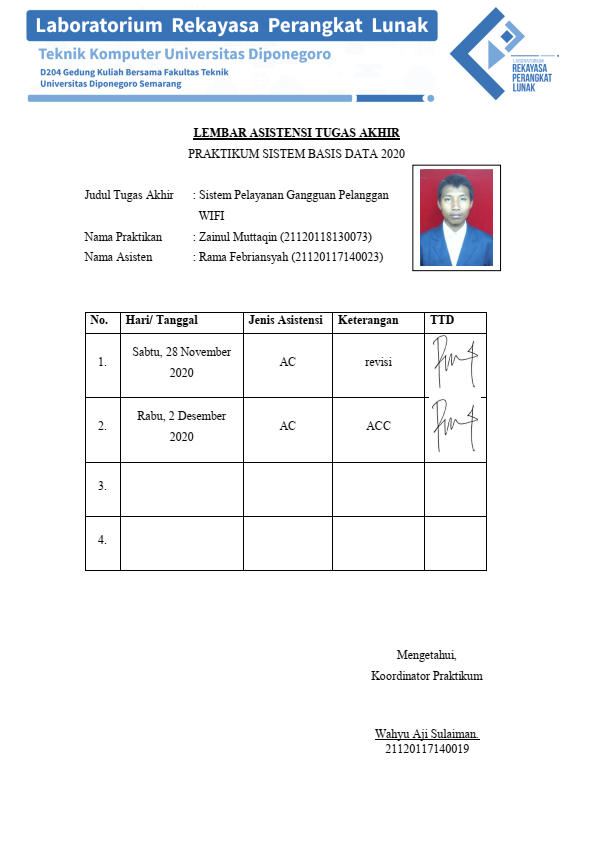 Laboratorium Rekayasa Perangkat Lunak
Teknik Komputer Universitas Diponegoro
D204 Gedung Kuliah Bersama Fakultas Teknik
Universitas Diponegoro Semarang
LABORATORIUM
REKAYASA
PERANGKAT
LUNAK
LEMBAR ASISTENSI TUGAS AKHIR
PRAKTIKUM SISTEM BASIS DATA 2020
Judul Tugas Akhir : Sistem Pelayanan Gangguan Pelanggan
WIFI
Nama Praktikan : Zainul Muttaqin (21120118130073)
Nama Asisten : Rama Febriansyah (21120117140023)
No. Hari/ Tanggal Jenis Asistensi Keterangan TTD
1. Sabtu, 28 November
2020 AC revisi
2. Rabu, 2 Desember
2020 AC ACC
3.
4.
Mengetahui,
Koordinator Praktikum
Wahyu Aji Sulaiman.
21120117140019